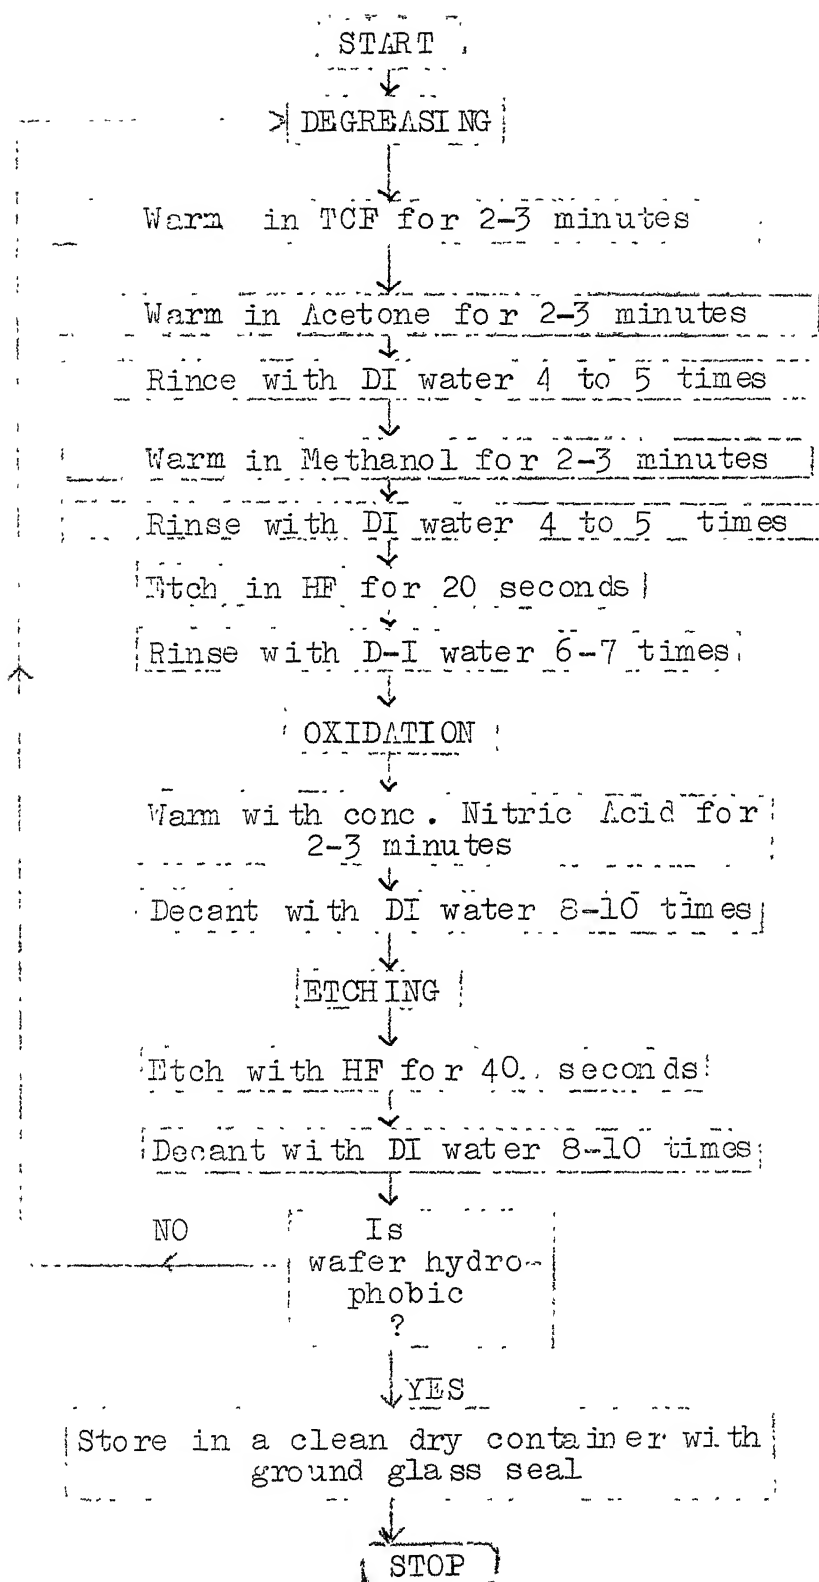 START
DEGREASING
Warm in TCF for 2-3 minutes
Warm in Acetone for 2-3 minutes
Rince with DI water 4 to 5 times
Warm in Methanol for 2-3 minutes
Rinse with DI water 4 to 5 times
Etch in HF for 20 seconds
Rinse with D-I water 6-7 times
OXIDATION
Warm with conc. Nitric Acid for
2-3 minutes
Decant with DI water 8-10 times
ETCHING
Etch with HF for 40.. seconds
Decant with DI water 8-10 times
NO
Is
wafer hydro-
phobic
?
YES
Store in a clean dry container with
ground glass seal
STOP